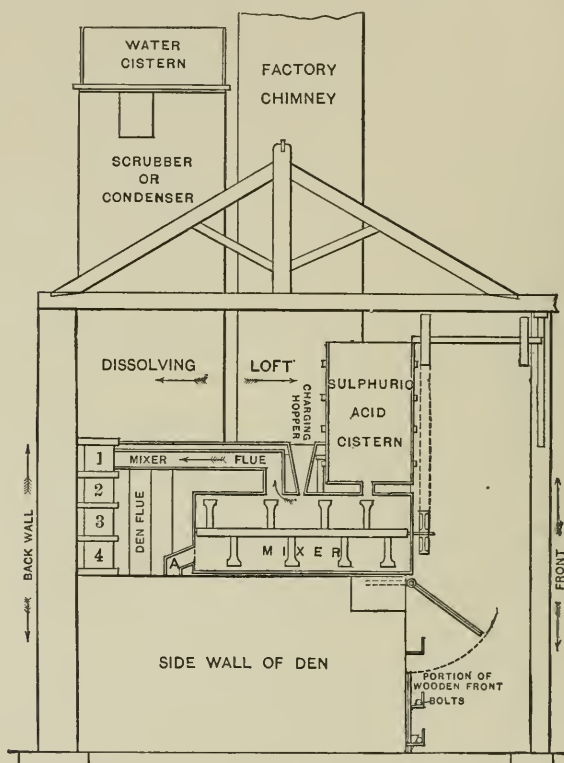 WATER
CISTERN
FACTORY
CHIMNEY
SCRUBBER
OR
CONDENSER
DISSOLVING
LOFT
CHARGING
HOPPER
SULPHURIC
ACID
CISTERN
1
MIXER FLUE
2
3
4
DEN FLUE
A
MIXER
BACK WALL
FRONT
SIDE WALL OF DEN
PORTION OF
WOODEN FRONT
BOLTS